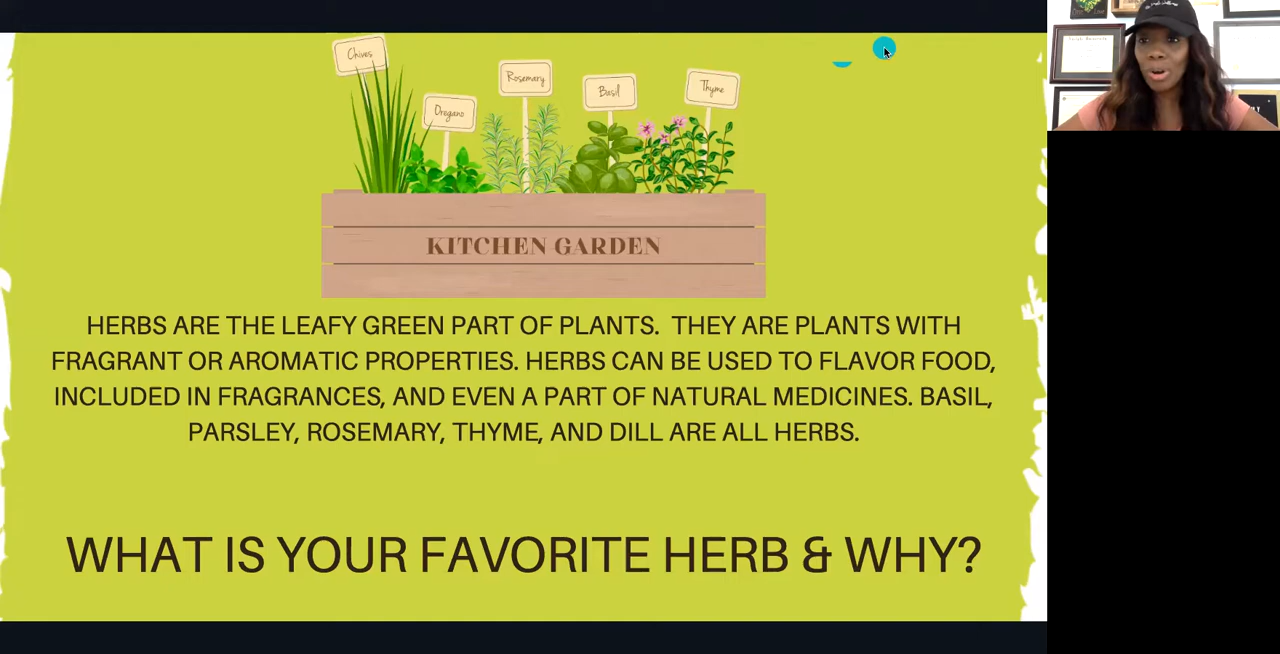 Chives
Oregano
Rosemary
Basil
Thyme
KITCHEN GARDEN
HERBS ARE THE LEAFY GREEN PART OF PLANTS.  THEY ARE PLANTS WITH
FRAGRANT OR AROMATIC PROPERTIES. HERBS CAN BE USED TO FLAVOR FOOD,
INCLUDED IN FRAGRANCES, AND EVEN A PART OF NATURAL MEDICINES. BASIL,
PARSLEY, ROSEMARY, THYME, AND DILL ARE ALL HERBS.
WHAT IS YOUR FAVORITE HERB & WHY?